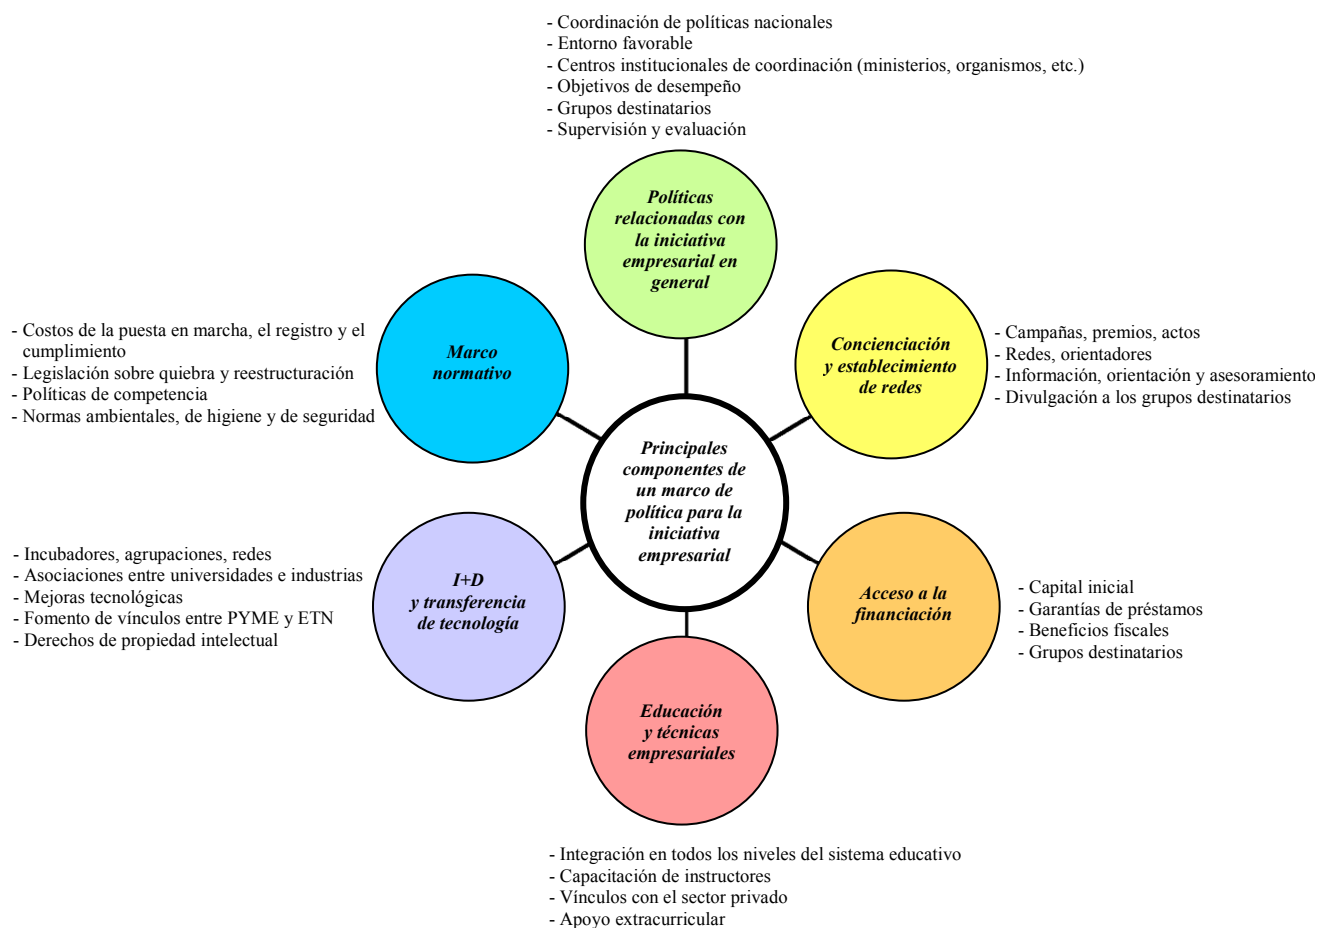 - Coordinación de políticas nacionales
- Entorno favorable
- Centros institucionales de coordinación (ministerios, organismos, etc.)
- Objetivos de desempeño
- Grupos destinatarios
- Supervisión y evaluación
Políticas
relacionadas con
la iniciativa
empresarial en
general
- Costos de la puesta en marcha, el registro y el
cumplimiento
- Legislación sobre quiebra y reestructuración
- Políticas de competencia
- Normas ambientales, de higiene y de seguridad
Marco
normativo
Concienciación
y establecimiento
de redes
- Campañas, premios, actos
- Redes, orientadores
- Información, orientación y asesoramiento
- Divulgación a los grupos destinatarios
Principales
componentes de
un marco de
política para la
iniciativa
empresarial
- Incubadores, agrupaciones, redes
- Asociaciones entre universidades e industrias
- Mejoras tecnológicas
- Fomento de vínculos entre PYME y ETN
- Derechos de propiedad intelectual
I+D
y transferencia
de tecnología
Acceso a la
financiación
- Capital inicial
- Garantías de préstamos
- Beneficios fiscales
- Grupos destinatarios
Educación
y técnicas
empresariales
- Integración en todos los niveles del sistema educativo
- Capacitación de instructores
- Vínculos con el sector privado
- Apoyo extracurricular